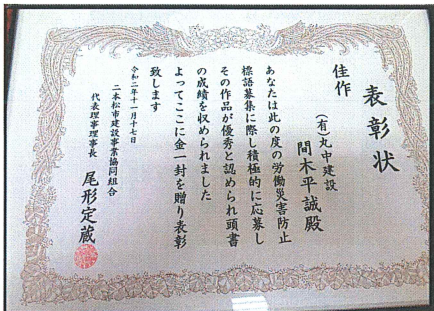 表彰状
佳作
(有)丸中建設
間木平誠殿
あなたは此の度の労働災害防止
標語募集に際し積極的に応募し
その作品が優秀と認められ頭書
の成績を収められました
よってここに金一封を贈り表彰
致します
令和二年十一月十七日
二本松市建設事業協同組合
代表理事理事長 尾形定蔵